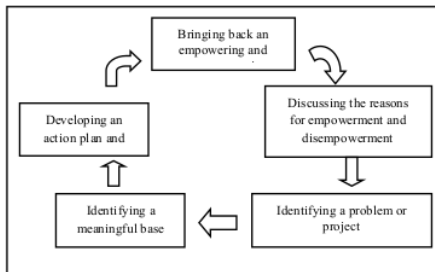 Bringing back an
empowering and
Discussing the reasons
for empowerment and
disempowerment
Identifying a problem or
project
Identifying a
meaningful base
Developing an
action plan and